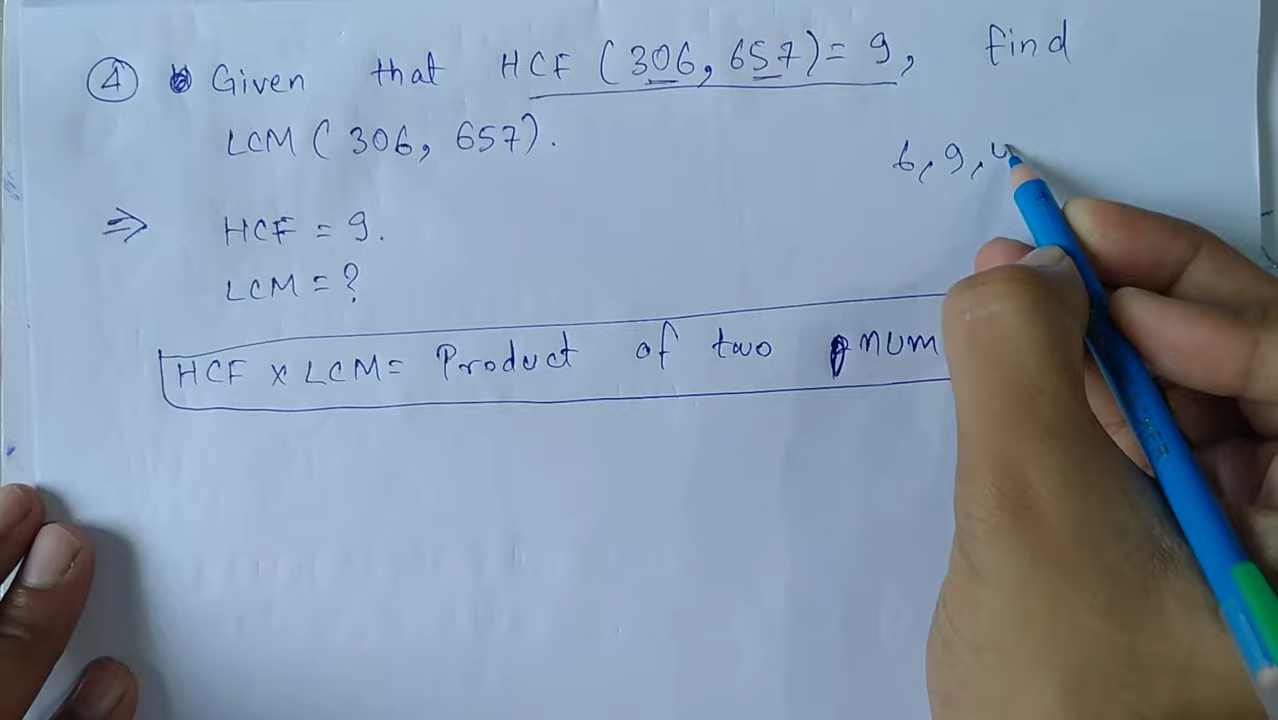 ④ Given that HCF (306, 657) = 9, find
LCM (306, 657).
6, 9, 4
⇒ HCF = 9.
LCM = ?
HCF x LCM = Product of two num